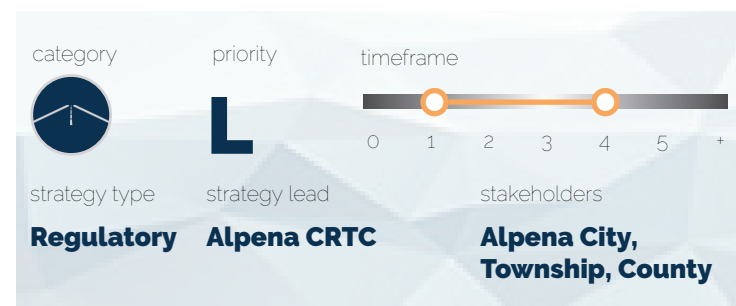 category
priority
timeframe
L
0 1 2 3 4 5 +
strategy type
strategy lead
stakeholders
Regulatory
Alpena CRTC
Alpena City,
Township, County